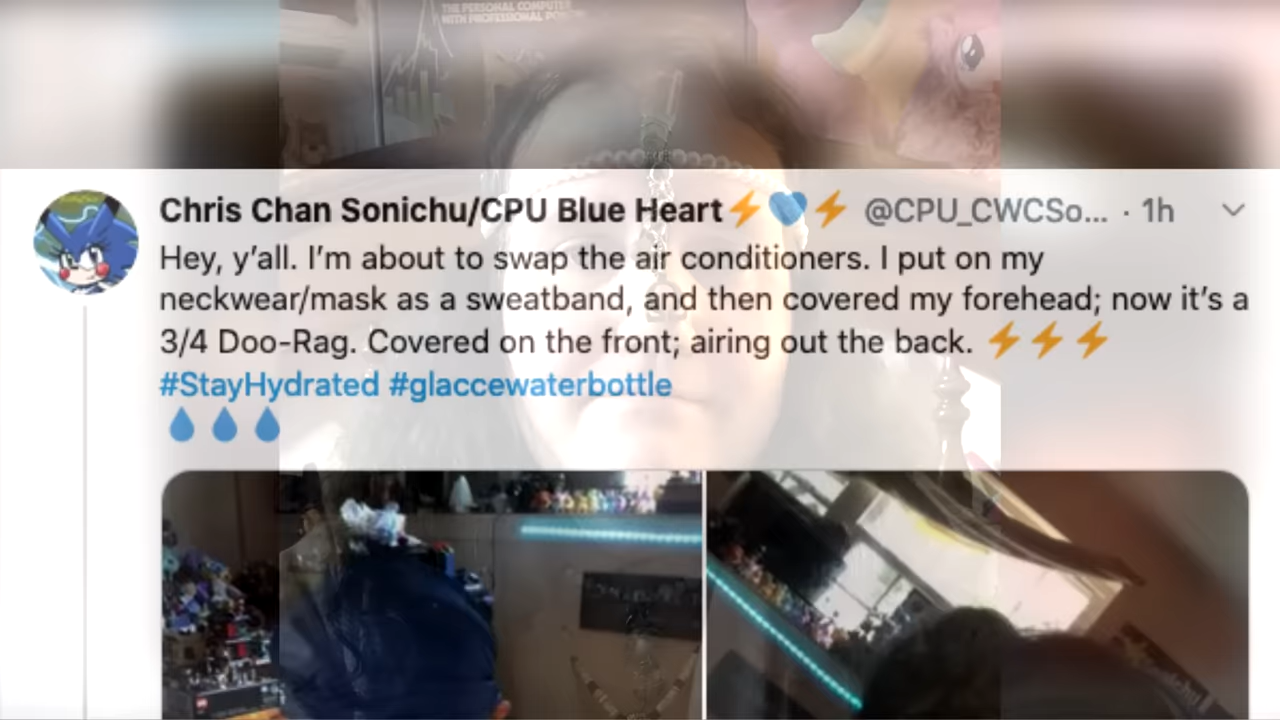 THE PERSONAL COMPUTER
WITH PROFESSIONAL POWER
Chris Chan Sonichu/CPU Blue Heart⚡💙⚡ @CPU_CWCSo... · 1h
Hey, y’all. I’m about to swap the air conditioners. I put on my
neckwear/mask as a sweatband, and then covered my forehead; now it’s a
3/4 Doo-Rag. Covered on the front; airing out the back. ⚡⚡⚡
#StayHydrated #glaccewaterbottle
💧💧💧